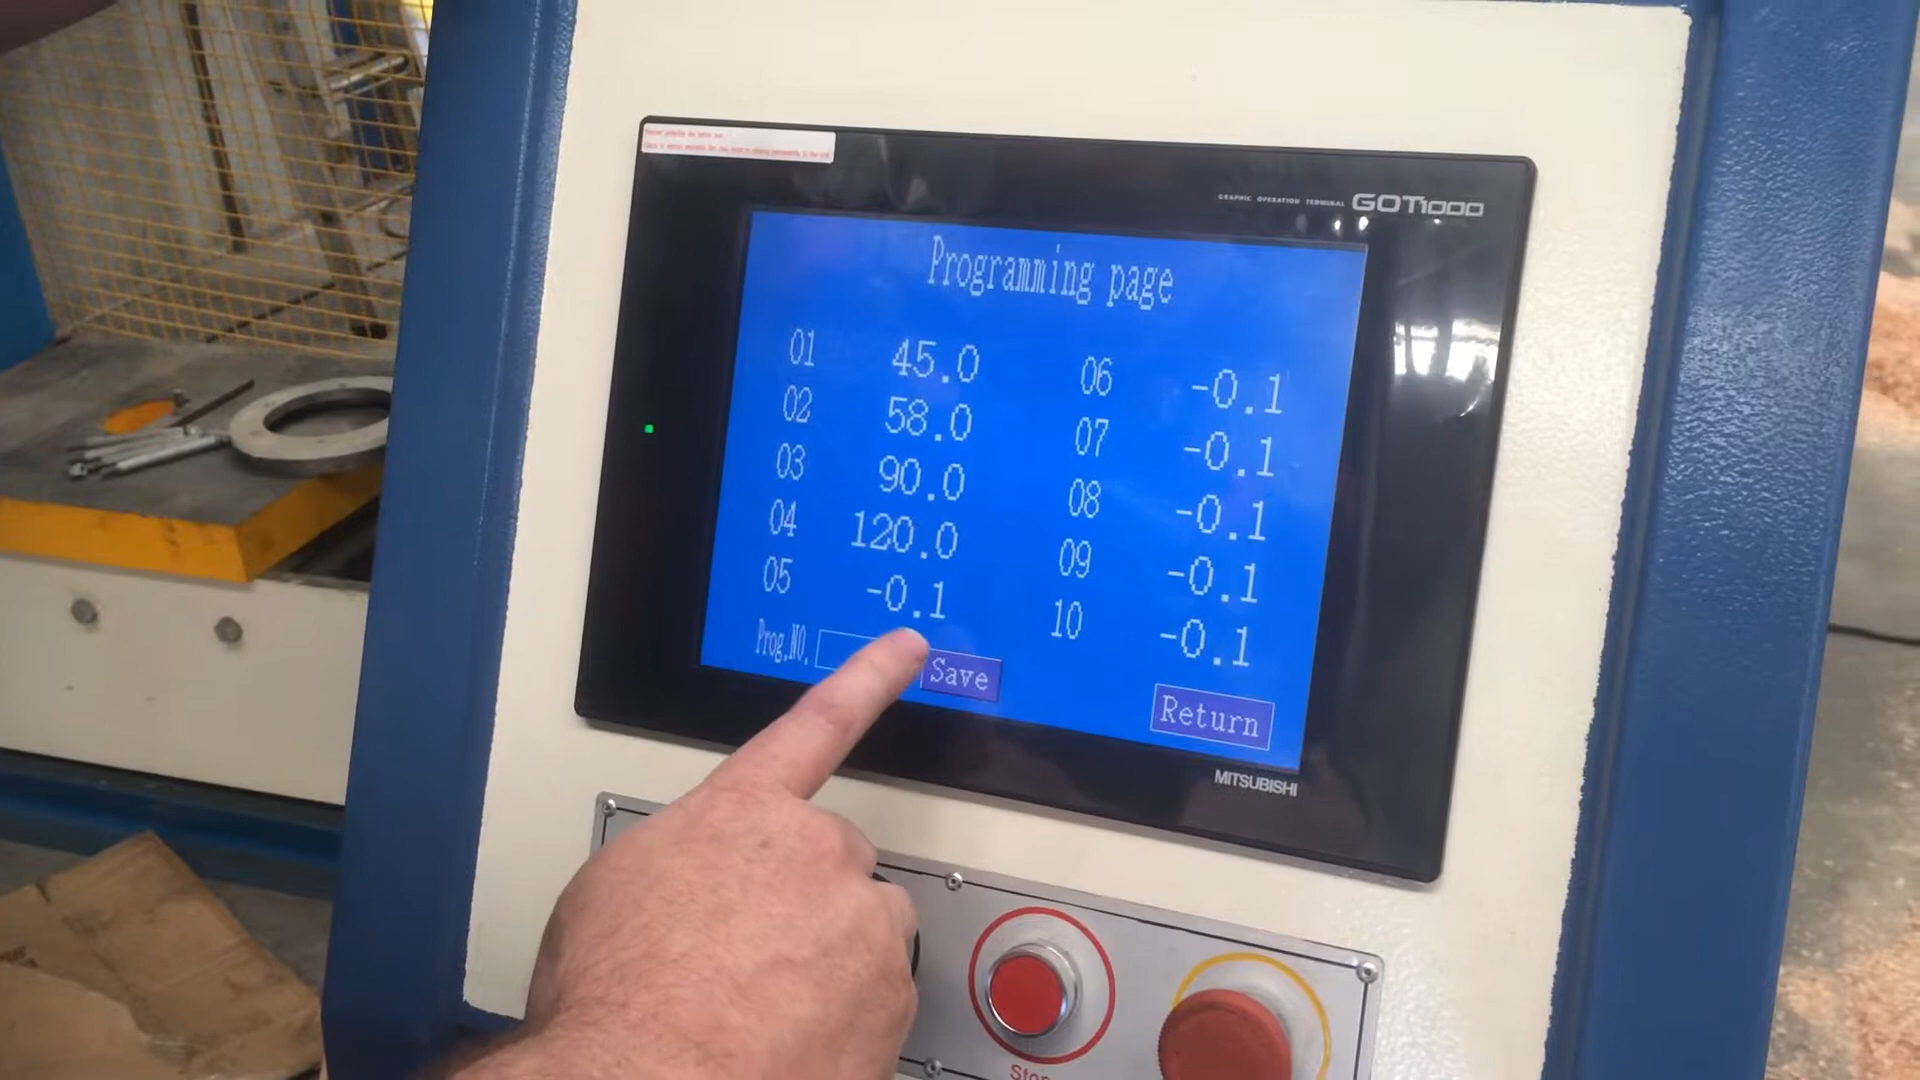 GRAPHIC OPERATION TERMINAL GOT1000
Programming page
01 45.0 06 -0.1
02 58.0 07 -0.1
03 90.0 08 -0.1
04 120.0 09 -0.1
05 -0.1 10 -0.1
Prog.NO. Save
Return
MITSUBISHI
Stop